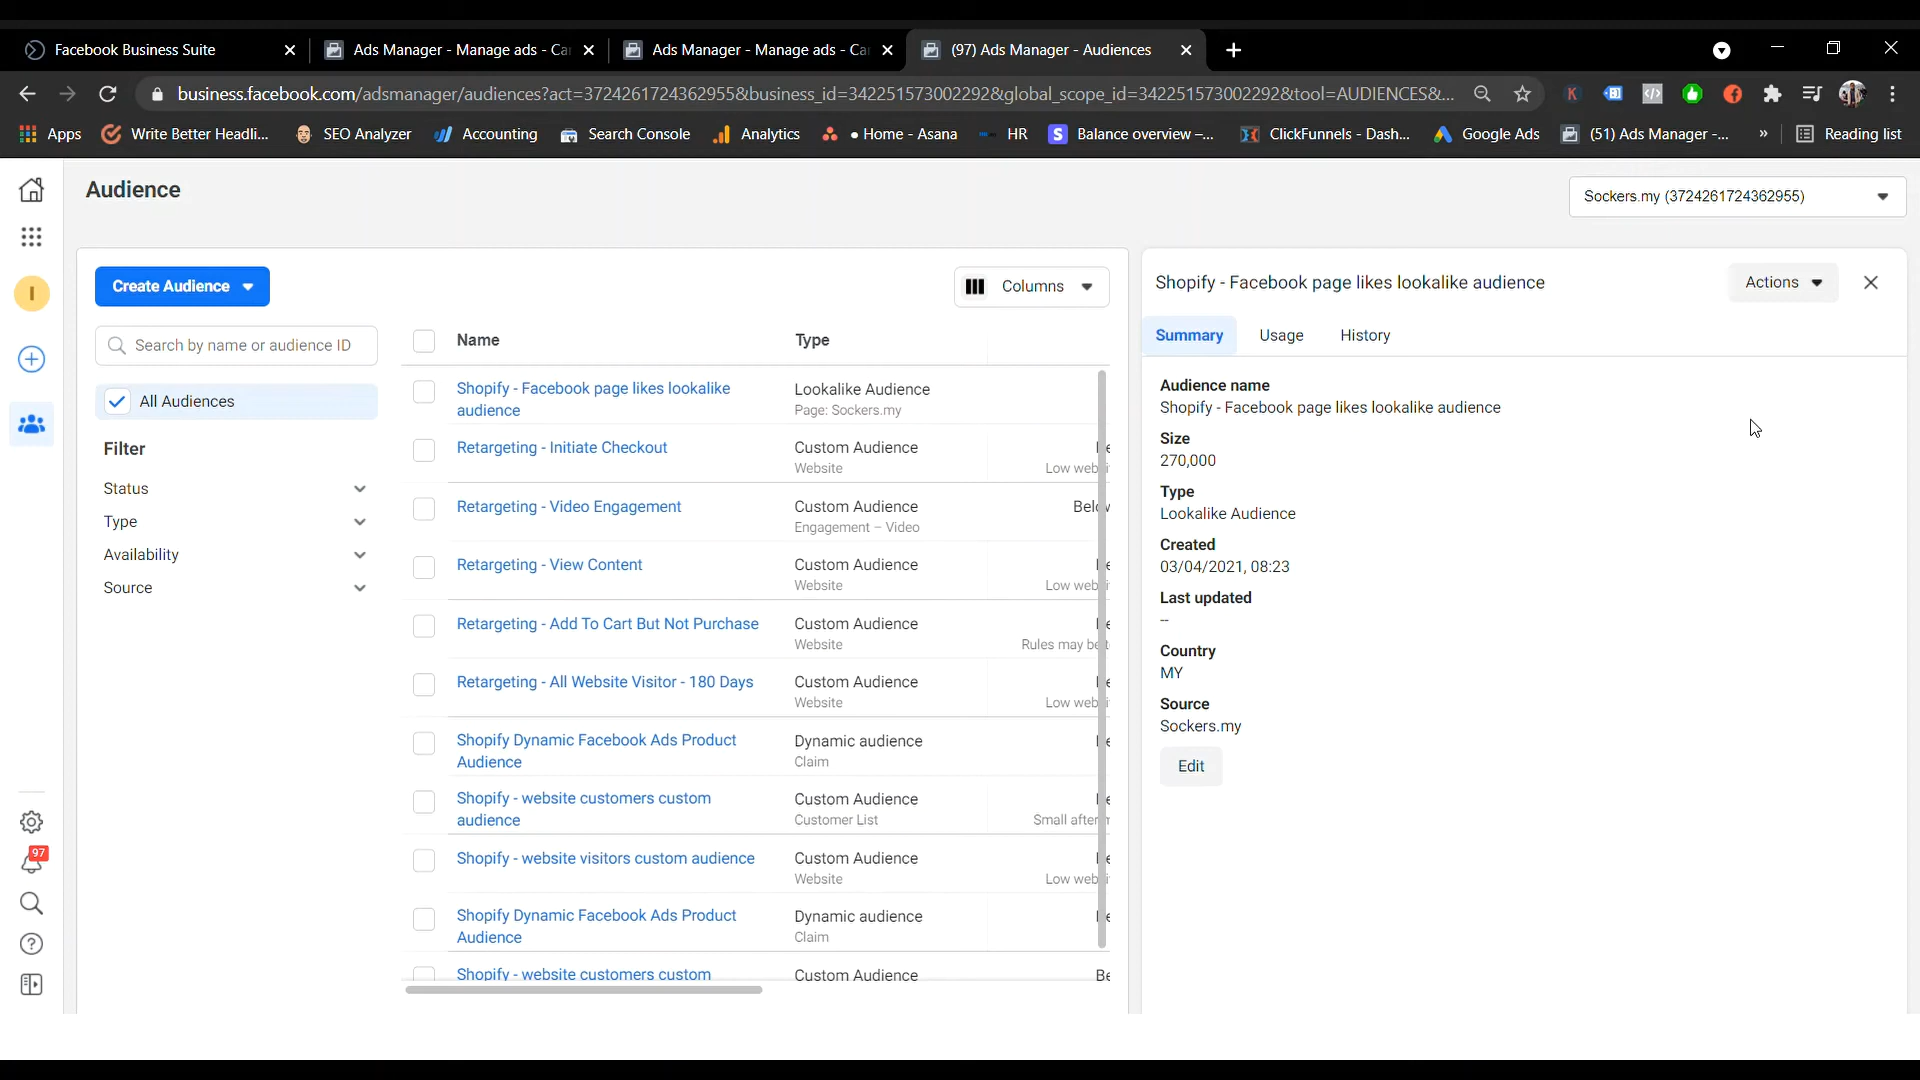 Facebook Business Suite
Ads Manager - Manage ads - Ca
Ads Manager - Manage ads - Ca
(97) Ads Manager - Audiences
business.facebook.com/adsmanager/audiences?act=3724261724362955&business_id=342251573002292&global_scope_id=342251573002292&tool=AUDIENCES&...
Apps
Write Better Headli...
SEO Analyzer
Accounting
Search Console
Analytics
• Home - Asana
HR
S
Balance overview –...
ClickFunnels - Dash...
Google Ads
(51) Ads Manager -...
»
Reading list
Audience
Sockers.my (3724261724362955)
I
97
Create Audience
Columns
Search by name or audience ID
All Audiences
Filter
Status
Type
Availability
Source
Name
Type
Shopify - Facebook page likes lookalike
audience
Lookalike Audience
Page: Sockers.my
Retargeting - Initiate Checkout
Custom Audience
Website
Low web
Retargeting - Video Engagement
Custom Audience
Engagement – Video
Below
Retargeting - View Content
Custom Audience
Website
Low web
Retargeting - Add To Cart But Not Purchase
Custom Audience
Website
Rules may be
Retargeting - All Website Visitor - 180 Days
Custom Audience
Website
Low web
Shopify Dynamic Facebook Ads Product
Audience
Dynamic audience
Claim
Shopify - website customers custom
audience
Custom Audience
Customer List
Small after
Shopify - website visitors custom audience
Custom Audience
Website
Low web
Shopify Dynamic Facebook Ads Product
Audience
Dynamic audience
Claim
Shopify - website customers custom
Custom Audience
Be
Shopify - Facebook page likes lookalike audience
Actions
Summary
Usage
History
Audience name
Shopify - Facebook page likes lookalike audience
Size
270,000
Type
Lookalike Audience
Created
03/04/2021, 08:23
Last updated
--
Country
MY
Source
Sockers.my
Edit